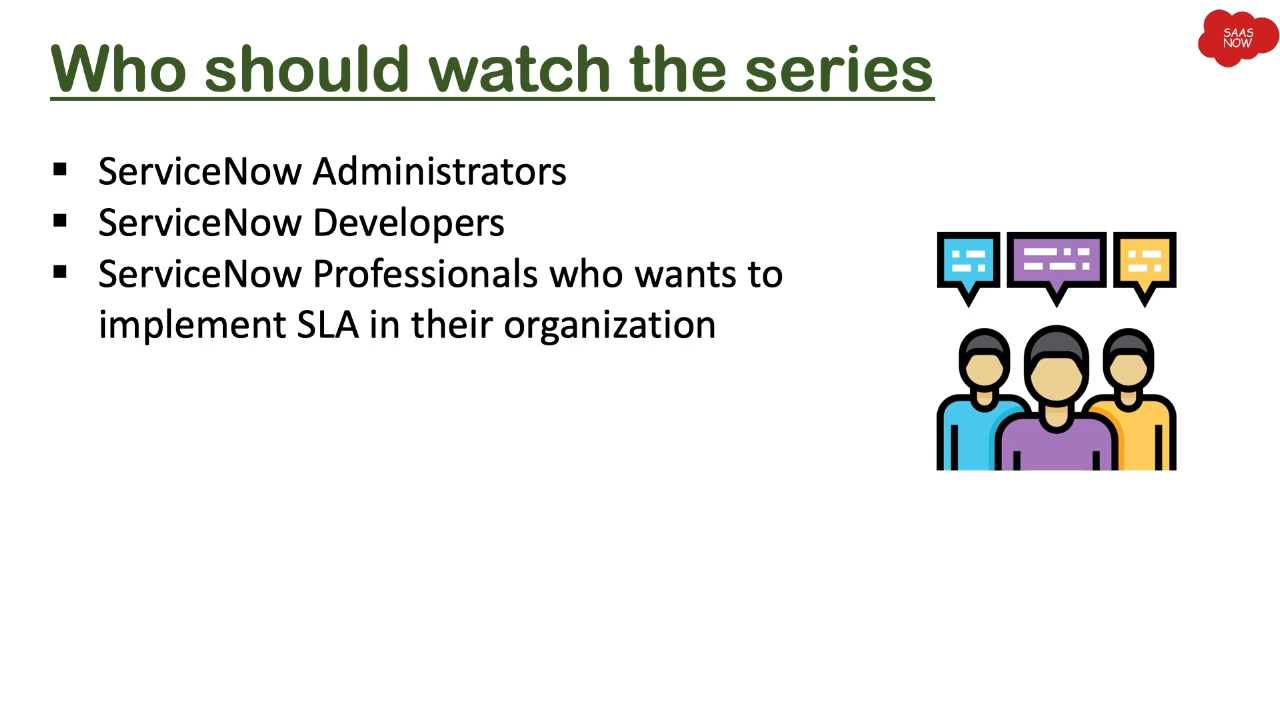 SAAS
NOW
Who should watch the series
▪ ServiceNow Administrators
▪ ServiceNow Developers
▪ ServiceNow Professionals who wants to
implement SLA in their organization